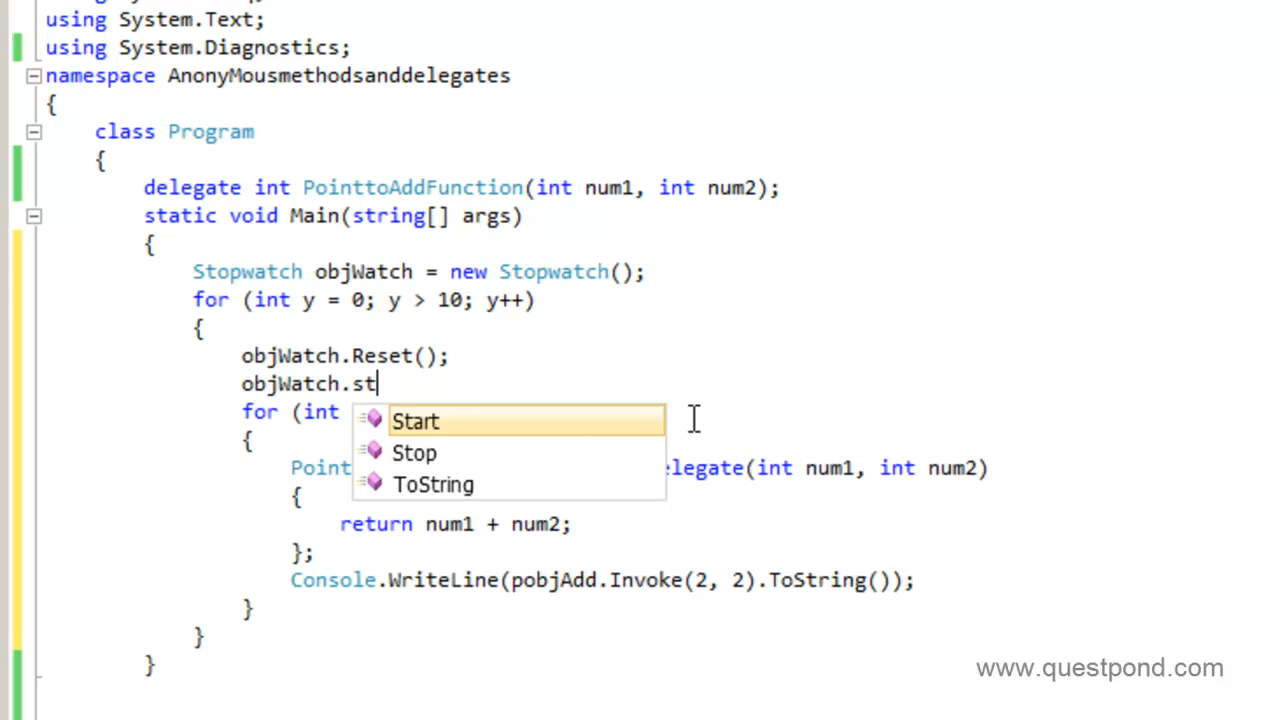 using System.Text;
using System.Diagnostics;
namespace AnonyMousmethodsanddelegates
{
class Program
{
delegate int PointtoAddFunction(int num1, int num2);
static void Main(string[] args)
{
Stopwatch objWatch = new Stopwatch();
for (int y = 0; y > 10; y++)
{
objWatch.Reset();
objWatch.st
for (int
Start
{
Stop
Point
elegate(int num1, int num2)
ToString
{
return num1 + num2;
};
Console.WriteLine(pobjAdd.Invoke(2, 2).ToString());
}
}
}
www.questpond.com